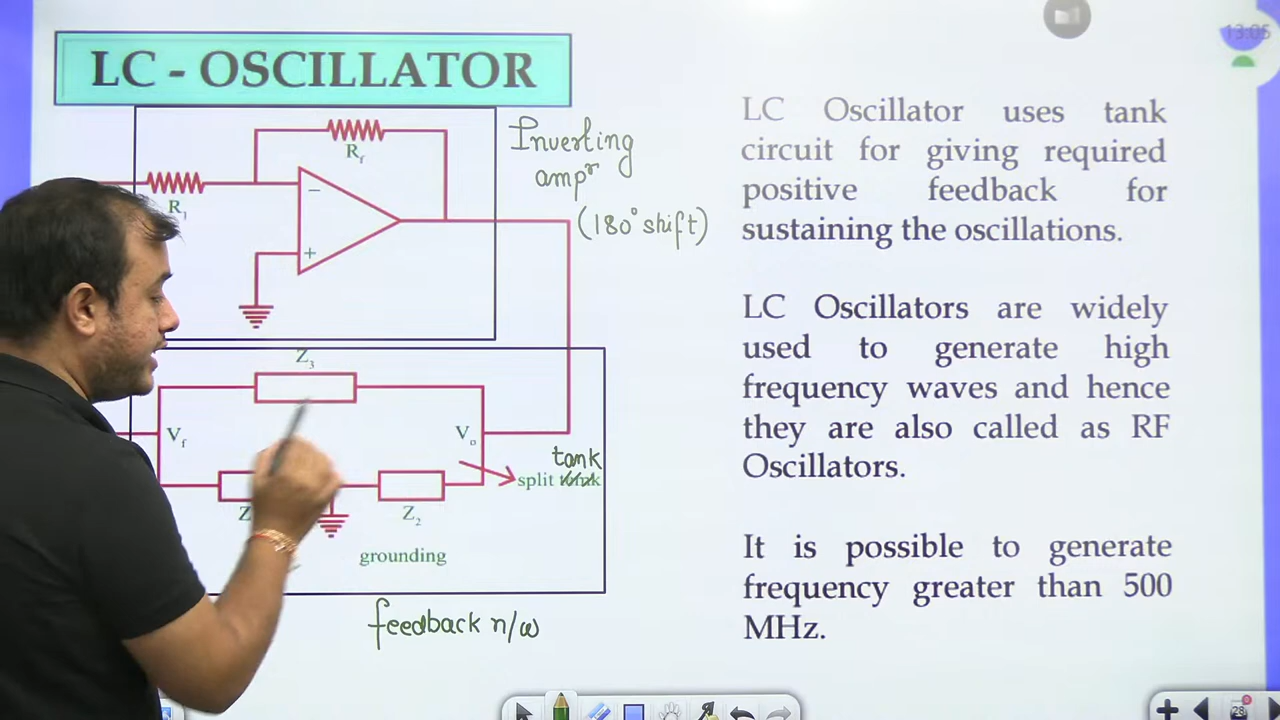 LC - OSCILLATOR
13:05
Inverting
ampr
(180° shift)
Rf
R1
−
+
LC Oscillator uses tank
circuit for giving required
positive feedback for
sustaining the oscillations.
LC Oscillators are widely
used to generate high
frequency waves and hence
they are also called as RF
Oscillators.
It is possible to generate
frequency greater than 500
MHz.
Z3
Vf
Vo
tank
split
Z
Z2
grounding
feedback n/w
28